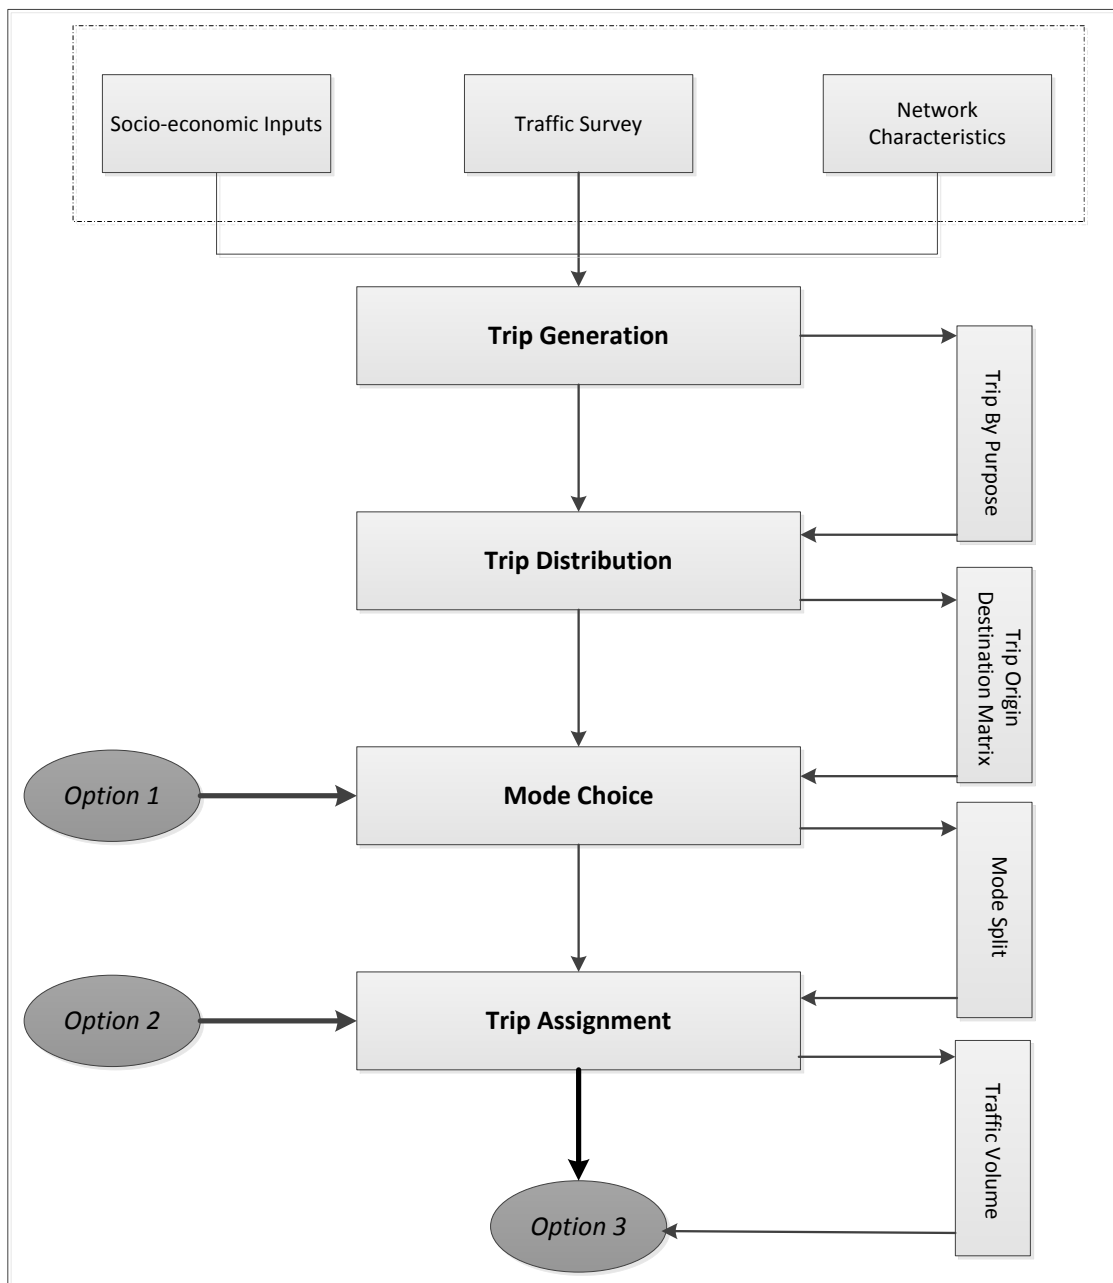 Socio-economic Inputs
Traffic Survey
Network
Characteristics
Trip Generation
Trip By Purpose
Trip Distribution
Trip Origin
Destination Matrix
Option 1
Mode Choice
Mode Split
Option 2
Trip Assignment
Traffic Volume
Option 3